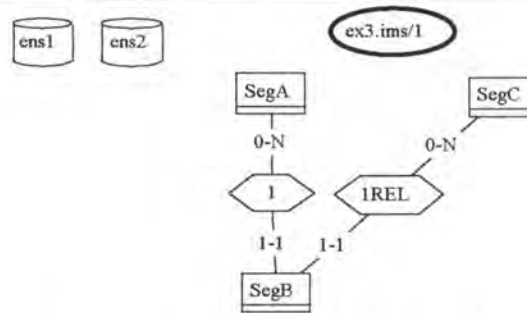 ens1 ens2 ex3.ims/1
SegA SegC
0-N 0-N
1 1REL
1-1 1-1
SegB